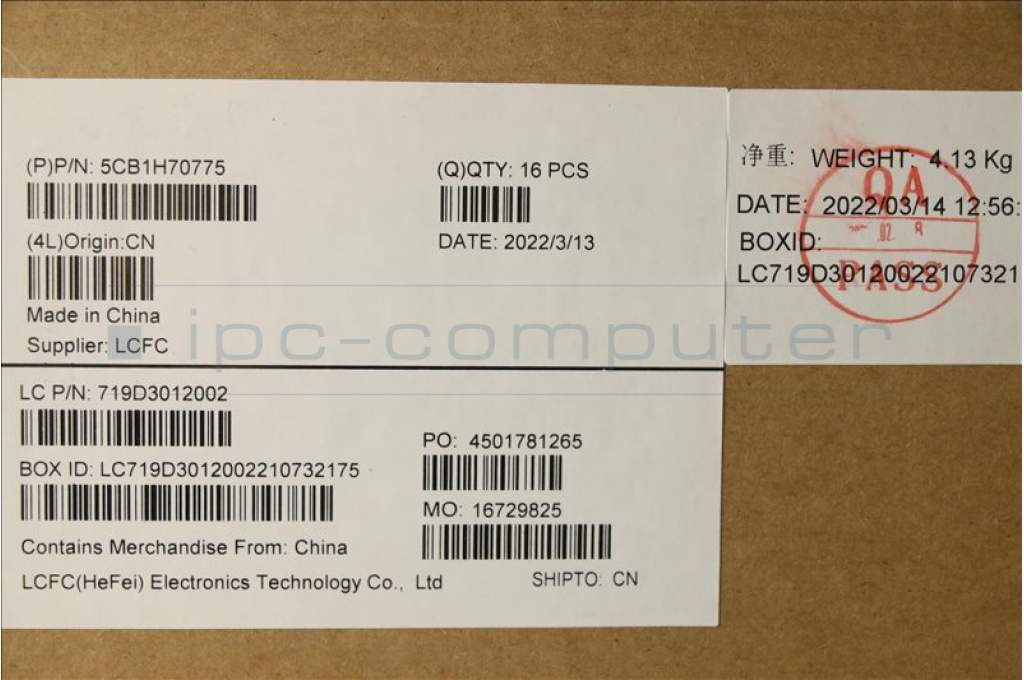 (P)P/N: 5CB1H70775
(Q)QTY: 16 PCS
(4L)Origin:CN
DATE: 2022/3/13
Made in China
Supplier: LCFC
LC P/N: 719D3012002
PO: 4501781265
BOX ID: LC719D3012002210732175
MO: 16729825
Contains Merchandise From: China
LCFC(HeFei) Electronics Technology Co., Ltd
SHIPTO: CN
净重: WEIGHT: 4.13 Kg
DATE: 2022/03/14 12:56:
BOXID:
LC719D30120022107321
QA
02 8
PASS
ipc-computer